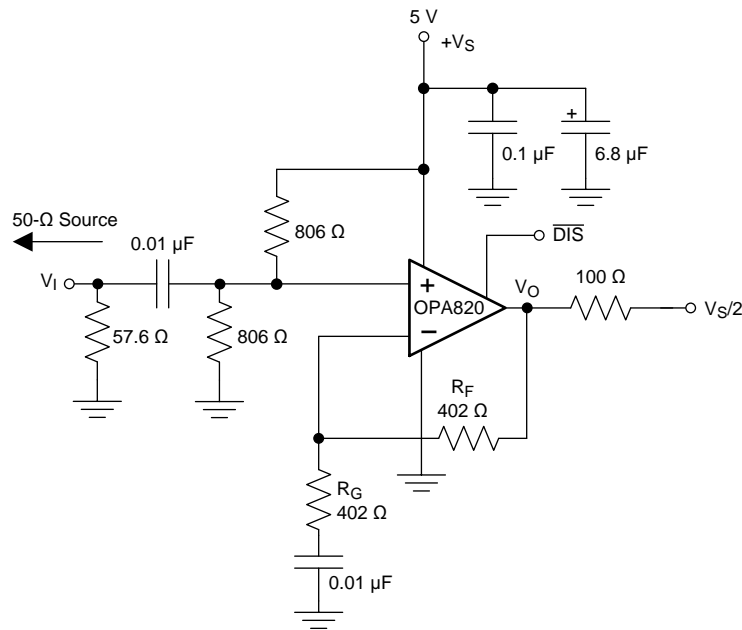 5 V
+VS
0.1 µF
+
6.8 µF
50-Ω Source
806 Ω
0.01 µF
DIS
VI
+
OPA820
−
VO
100 Ω
VS/2
57.6 Ω
806 Ω
RF
402 Ω
RG
402 Ω
0.01 µF